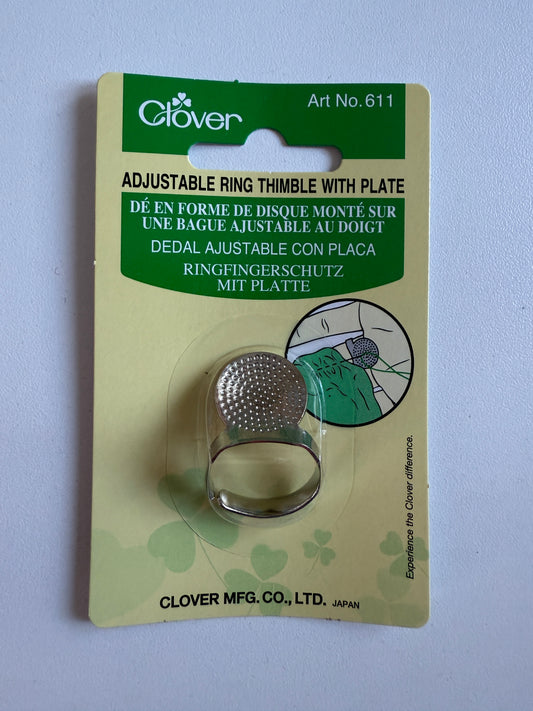 Clover
Art No. 611
ADJUSTABLE RING THIMBLE WITH PLATE
DÉ EN FORME DE DISQUE MONTÉ SUR
UNE BAGUE AJUSTABLE AU DOIGT
DEDAL AJUSTABLE CON PLACA
RINGFINGERSCHUTZ
MIT PLATTE
Experience the Clover difference.
CLOVER MFG. CO., LTD. JAPAN